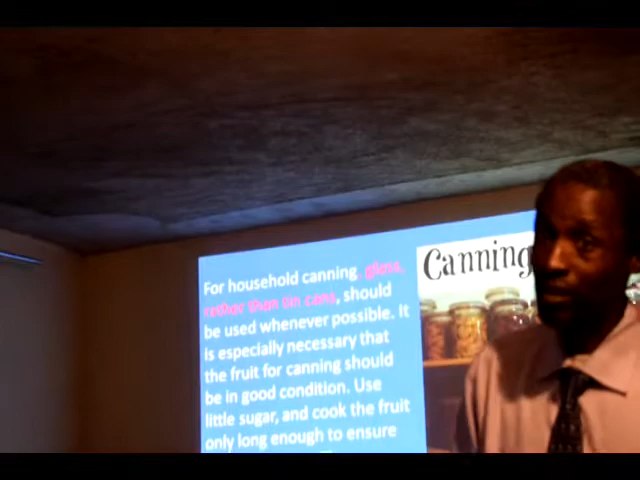 For household canning glass,
rather than tin cans, should
be used whenever possible. It
is especially necessary that
the fruit for canning should
be in good condition. Use
little sugar, and cook the fruit
only long enough to ensure
Canning